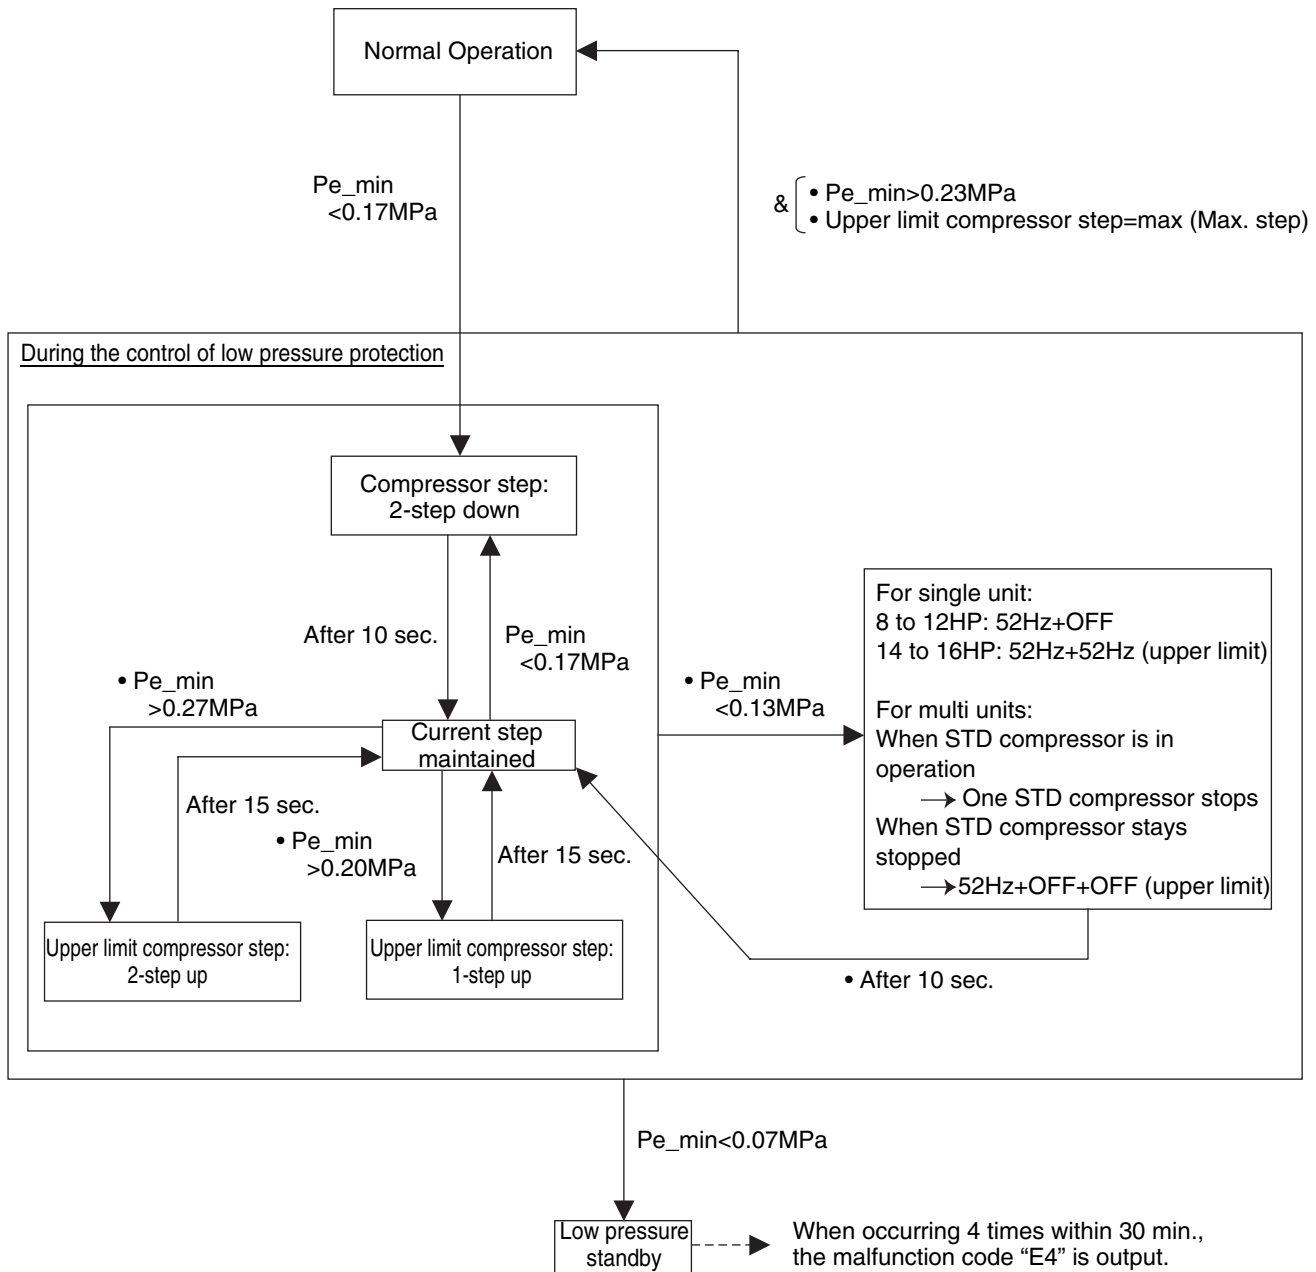 Normal Operation
Pe_min
<0.17MPa
&
• Pe_min>0.23MPa
• Upper limit compressor step=max (Max. step)
During the control of low pressure protection
Compressor step:
2-step down
After 10 sec.
Pe_min
<0.17MPa
• Pe_min
>0.27MPa
Current step
maintained
After 15 sec.
• Pe_min
>0.20MPa
After 15 sec.
Upper limit compressor step:
2-step up
Upper limit compressor step:
1-step up
• Pe_min
<0.13MPa
For single unit:
8 to 12HP: 52Hz+OFF
14 to 16HP: 52Hz+52Hz (upper limit)
For multi units:
When STD compressor is in
operation
→ One STD compressor stops
When STD compressor stays
stopped
→ 52Hz+OFF+OFF (upper limit)
• After 10 sec.
Pe_min<0.07MPa
Low pressure
standby
When occurring 4 times within 30 min.,
the malfunction code “E4” is output.